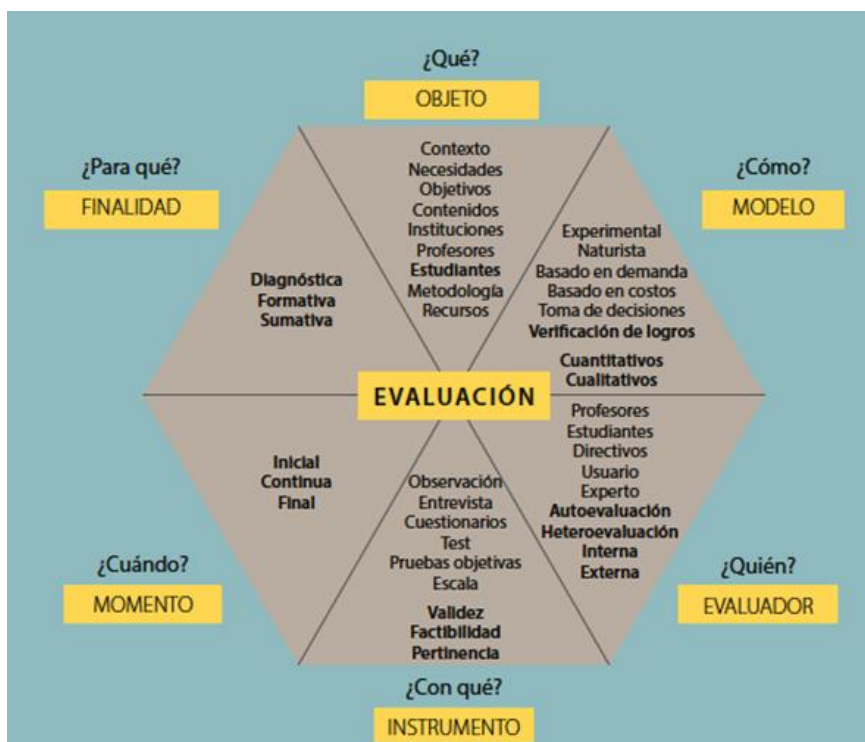 ¿Qué?
OBJETO
Contexto
Necesidades
Objetivos
Contenidos
Instituciones
Profesores
Estudiantes
Metodología
Recursos
¿Cómo?
MODELO
Experimental
Naturista
Basado en demanda
Basado en costos
Toma de decisiones
Verificación de logros
Cuantitativos
Cualitativos
¿Quién?
EVALUADOR
Profesores
Estudiantes
Directivos
Usuario
Experto
Autoevaluación
Heteroevaluación
Interna
Externa
¿Con qué?
INSTRUMENTO
Observación
Entrevista
Cuestionarios
Test
Pruebas objetivas
Escala
Validez
Factibilidad
Pertinencia
¿Cuándo?
MOMENTO
Inicial
Continua
Final
¿Para qué?
FINALIDAD
Diagnóstica
Formativa
Sumativa
EVALUACIÓN